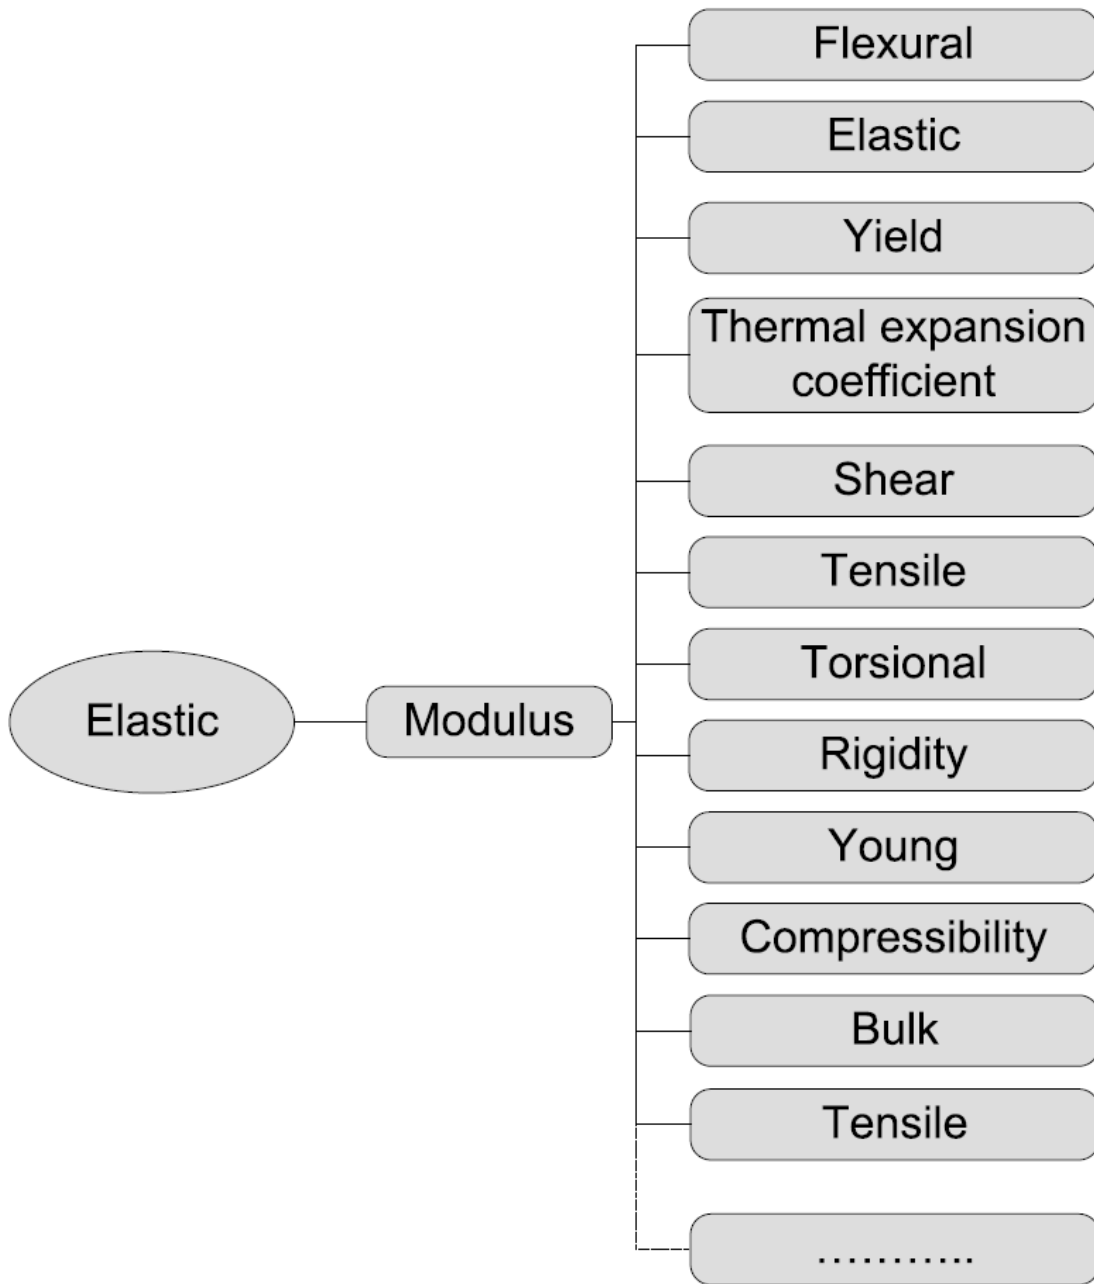 Flexural
Elastic
Yield
Thermal expansion
coefficient
Shear
Tensile
Torsional
Elastic
Modulus
Rigidity
Young
Compressibility
Bulk
Tensile
...........